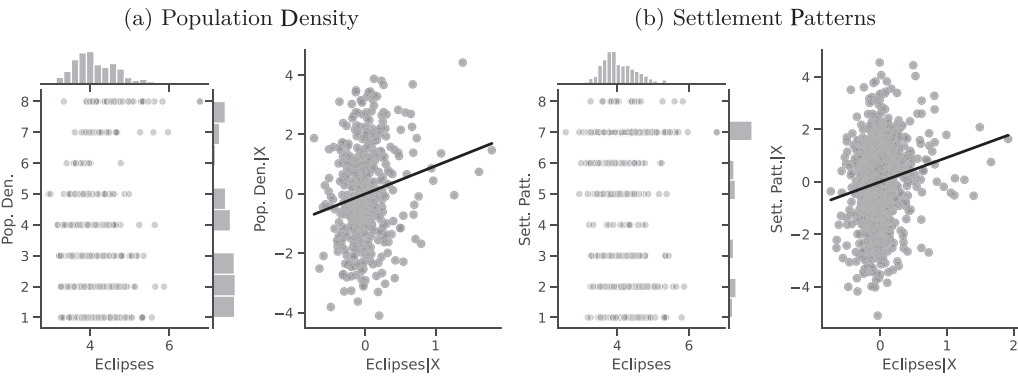 (a) Population Density
(b) Settlement Patterns
Pop. Den.
8
7
6
5
4
3
2
1
4 6
Eclipses
Pop. Den.|X
4
2
0
−2
−4
0 1
Eclipses|X
Sett. Patt.
8
7
6
5
4
3
2
1
4 6
Eclipses
Sett. Patt.|X
4
2
0
−2
−4
0 1 2
Eclipses|X